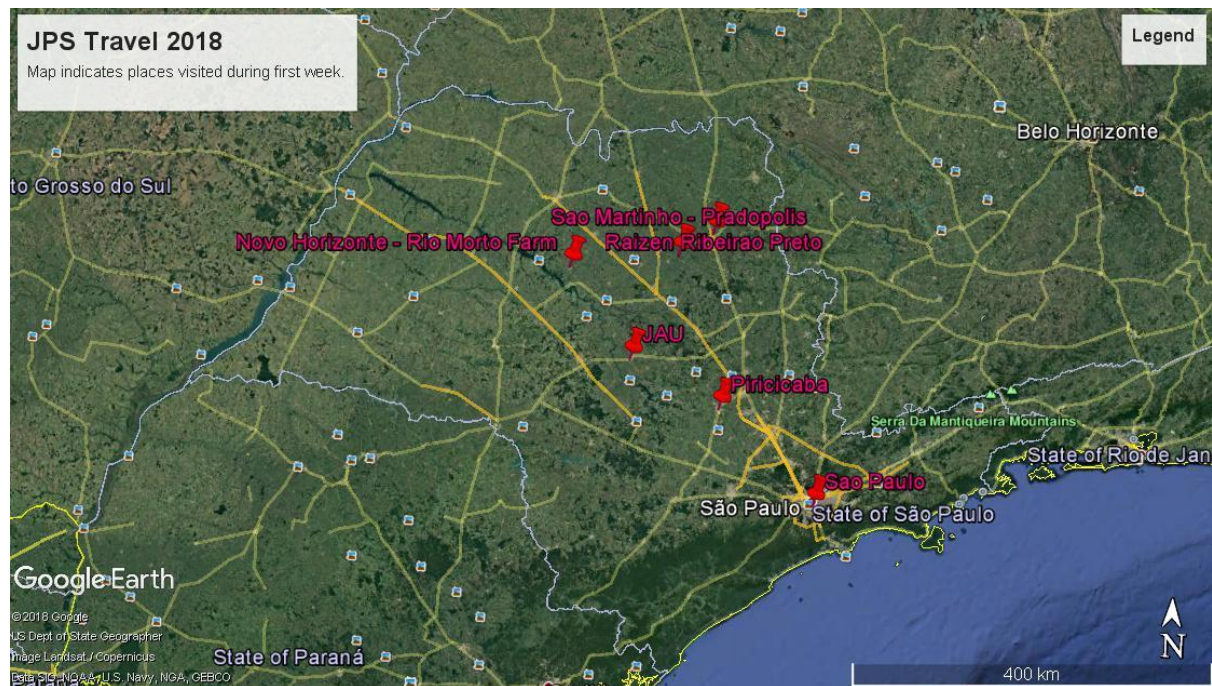 JPS Travel 2018
Map indicates places visited during first week.
Legend
Belo Horizonte
to Grosso do Sul
Sao Martinho - Pradopolis
Novo Horizonte - Rio Morto Farm
Raizen Ribeirao Preto
JAU
Piricicaba
Serra Da Mantiqueira Mountains
State of Rio de Jan
Sao Paulo
São Paulo
State of São Paulo
Google Earth
©2018 Google
US Dept of State Geographer
Image Landsat / Copernicus
Data SIO, NOAA, U.S. Navy, NGA, GEBCO
State of Paraná
N
400 km